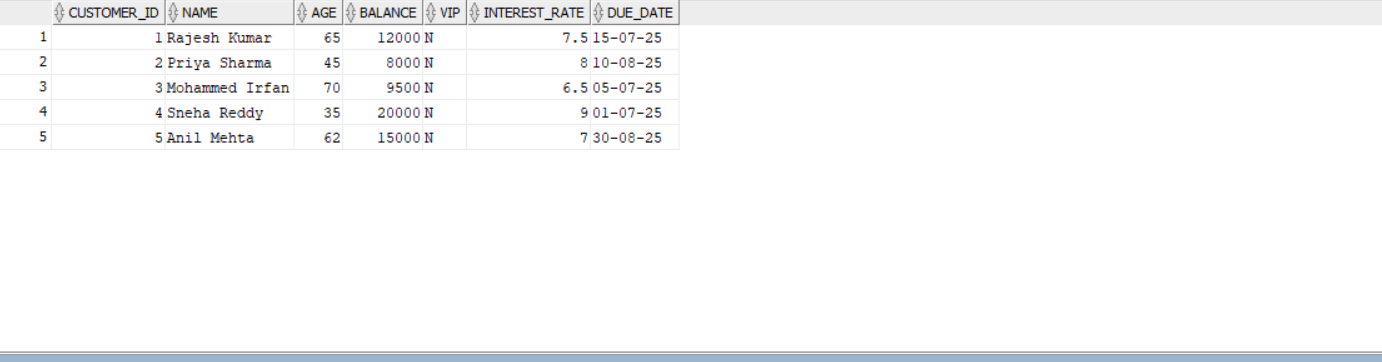 CUSTOMER_ID NAME AGE BALANCE VIP INTEREST_RATE DUE_DATE
1 1 Rajesh Kumar 65 12000 N 7.5 15-07-25
2 2 Priya Sharma 45 8000 N 8 10-08-25
3 3 Mohammed Irfan 70 9500 N 6.5 05-07-25
4 4 Sneha Reddy 35 20000 N 9 01-07-25
5 5 Anil Mehta 62 15000 N 7 30-08-25